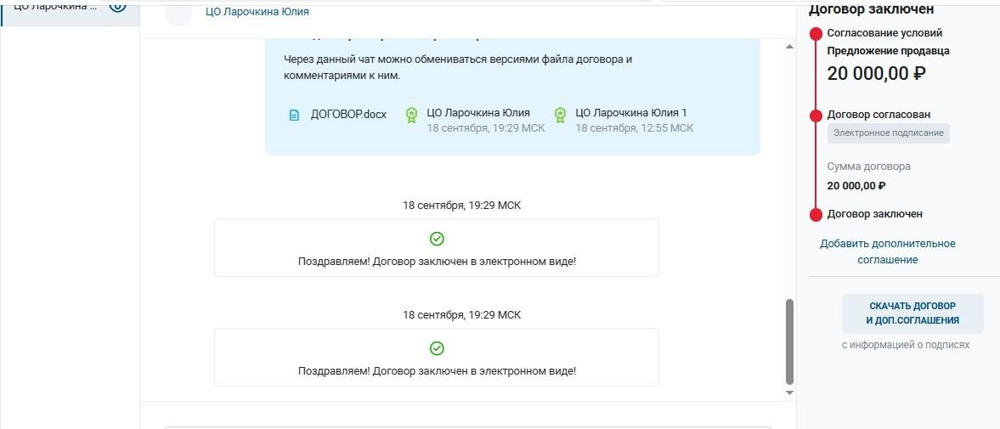 ЦО Ларочкина ...
ЦО Ларочкина Юлия
Через данный чат можно обмениваться версиями файла договора и
комментариями к ним.
ДОГОВОР.docx
ЦО Ларочкина Юлия
18 сентября, 19:29 МСК
ЦО Ларочкина Юлия 1
18 сентября, 12:55 МСК
18 сентября, 19:29 МСК
Поздравляем! Договор заключен в электронном виде!
18 сентября, 19:29 МСК
Поздравляем! Договор заключен в электронном виде!
Договор заключен
Согласование условий
Предложение продавца
20 000,00 ₽
Договор согласован
Электронное подписание
Сумма договора
20 000,00 ₽
Договор заключен
Добавить дополнительное
соглашение
СКАЧАТЬ ДОГОВОР
И ДОП.СОГЛАШЕНИЯ
с информацией о подписях